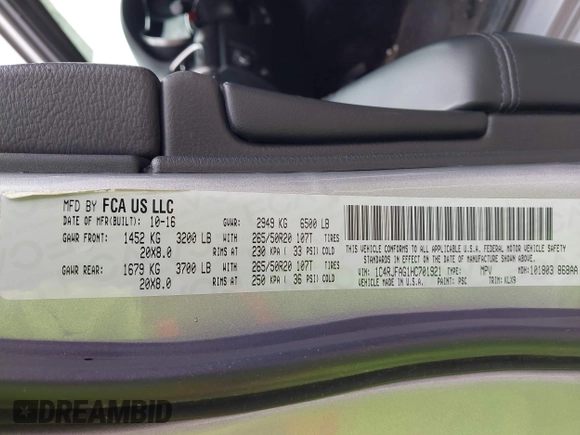 MFD BY FCA US LLC
DATE OF MFR(BUILT): 10-16 GVWR: 2949 KG 6500 LB
GAWR FRONT: 1452 KG 3200 LB WITH 265/50R20 107T TIRES
20X8.0 RIMS AT 230 KPA ( 33 PSI) COLD
GAWR REAR: 1679 KG 3700 LB WITH 265/50R20 107T TIRES
20X8.0 RIMS AT 250 KPA ( 36 PSI) COLD
THIS VEHICLE CONFORMS TO ALL APPLICABLE U.S.A. FEDERAL MOTOR VEHICLE SAFETY
STANDARDS IN EFFECT ON THE DATE OF MANUFACTURE SHOWN ABOVE.
VIN: 1C4RJFAG1HC701921 TYPE: MPV MDH: 101803 868AA
VEHICLE MADE IN U.S.A. PAINT: PSC TRIM: KLX9
DREAMBID